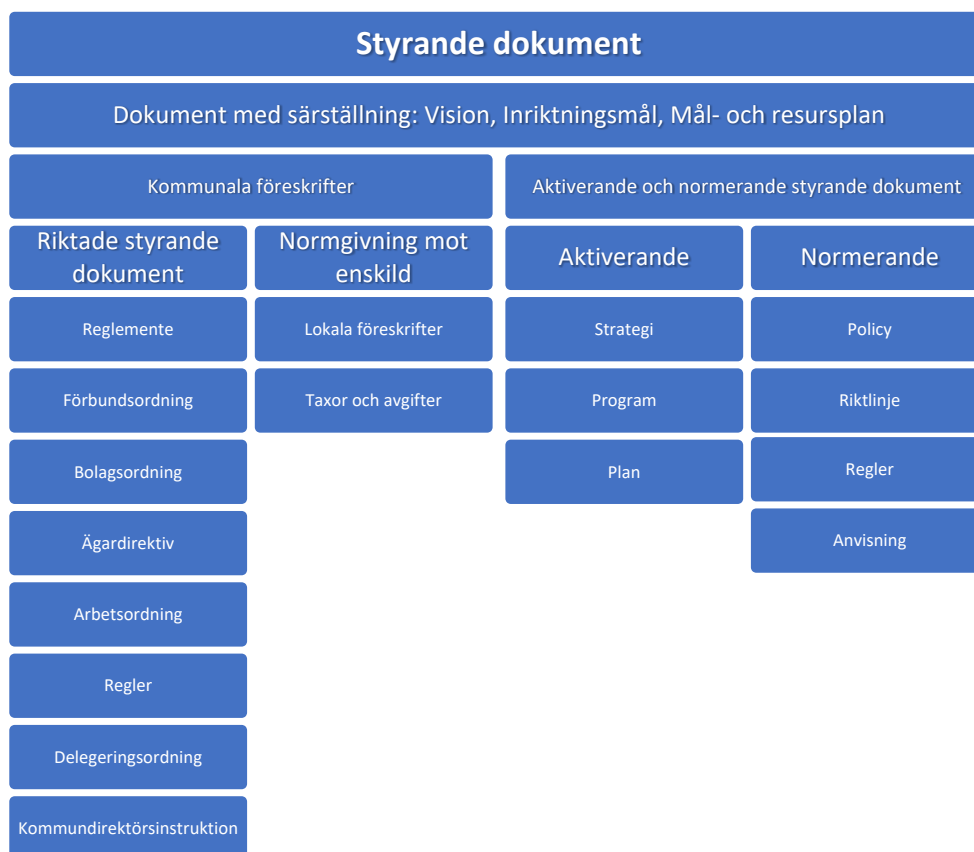 Styrande dokument
Dokument med särställning: Vision, Inriktningsmål, Mål- och resursplan
Kommunala föreskrifter
Aktiverande och normerande styrande dokument
Riktade styrande
dokument
Normgivning mot
enskild
Aktiverande
Normerande
Reglemente
Lokala föreskrifter
Strategi
Policy
Förbundsordning
Taxor och avgifter
Program
Riktlinje
Bolagsordning
Plan
Regler
Ägardirektiv
Anvisning
Arbetsordning
Regler
Delegeringsordning
Kommundirektörsinstruktion